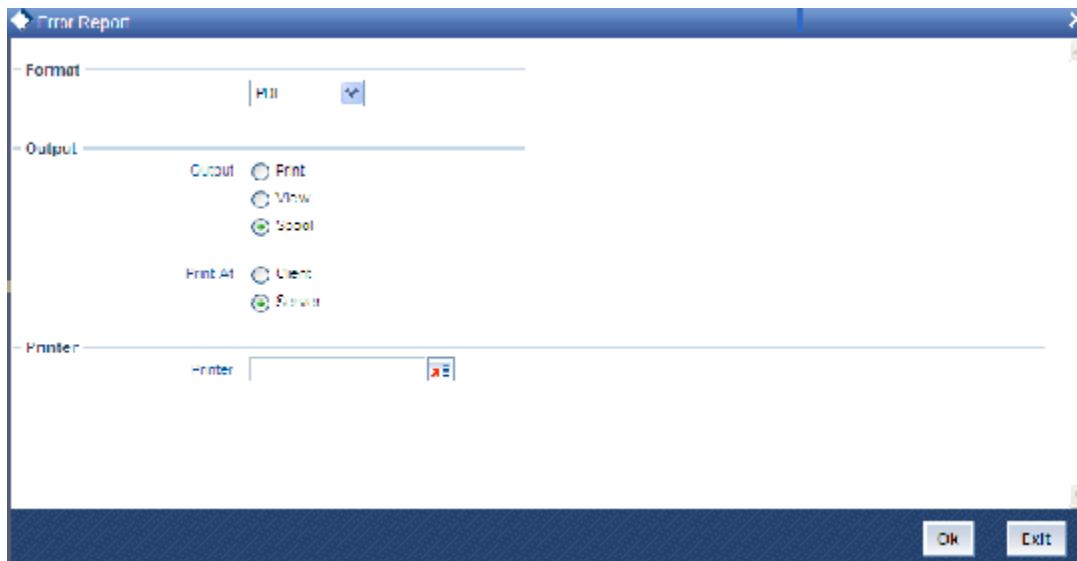 Error Report
Format
PDF
Output
Output Print
View
Spool
Print At Client
Server
Printer
Printer
Ok Exit